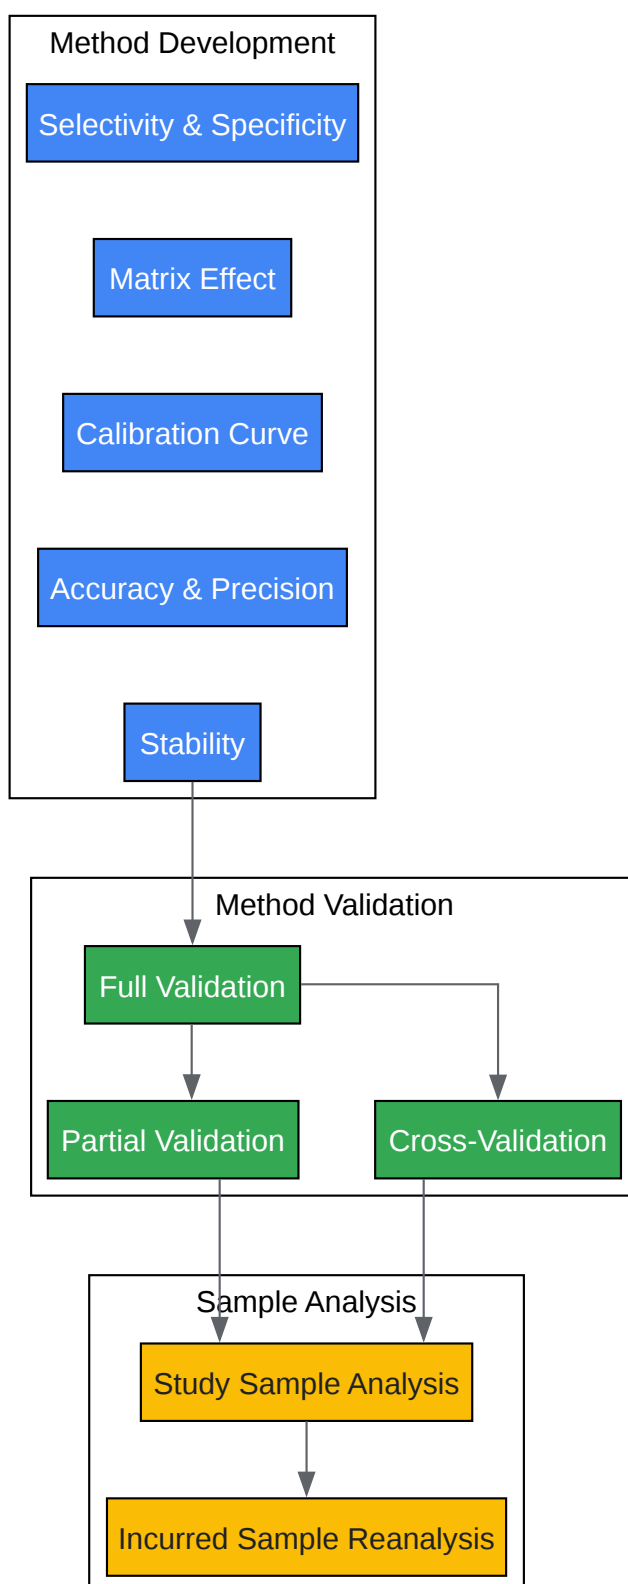 Method Development
Selectivity & Specificity
Matrix Effect
Calibration Curve
Accuracy & Precision
Stability
Method Validation
Full Validation
Partial Validation
Cross-Validation
Sample Analysis
Study Sample Analysis
Incurred Sample Reanalysis